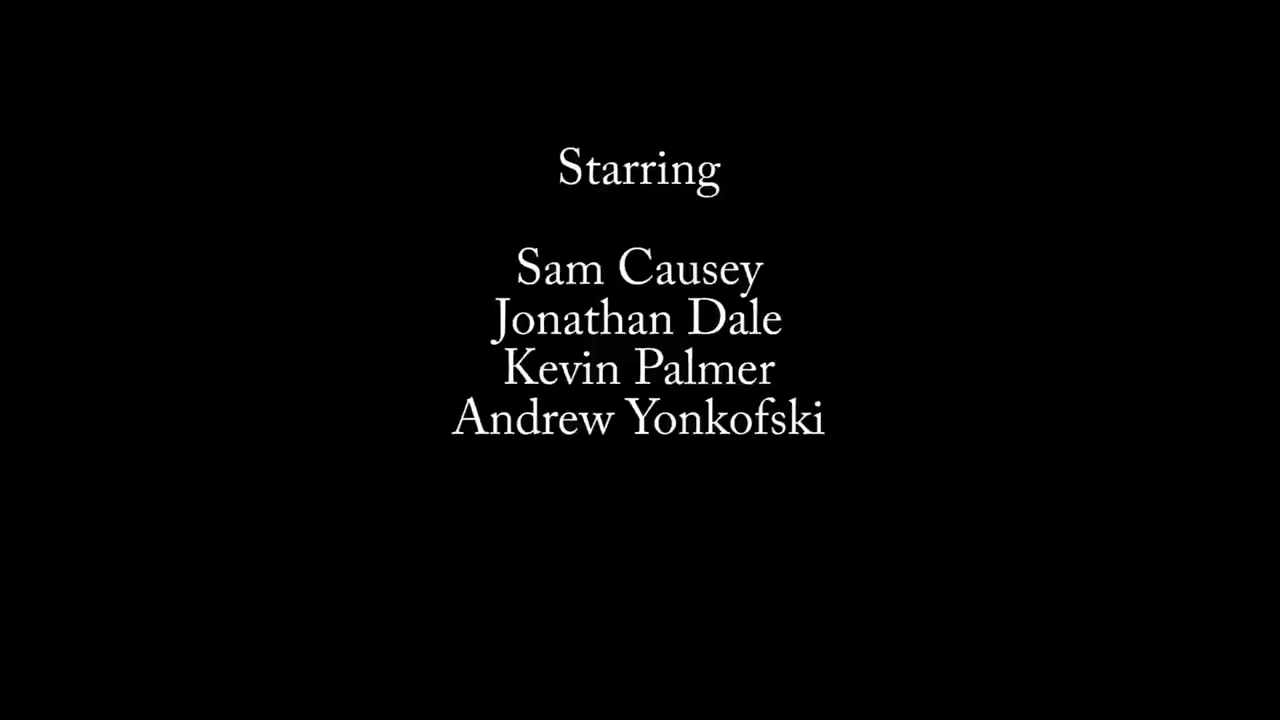 Starring
Sam Causey
Jonathan Dale
Kevin Palmer
Andrew Yonkofski